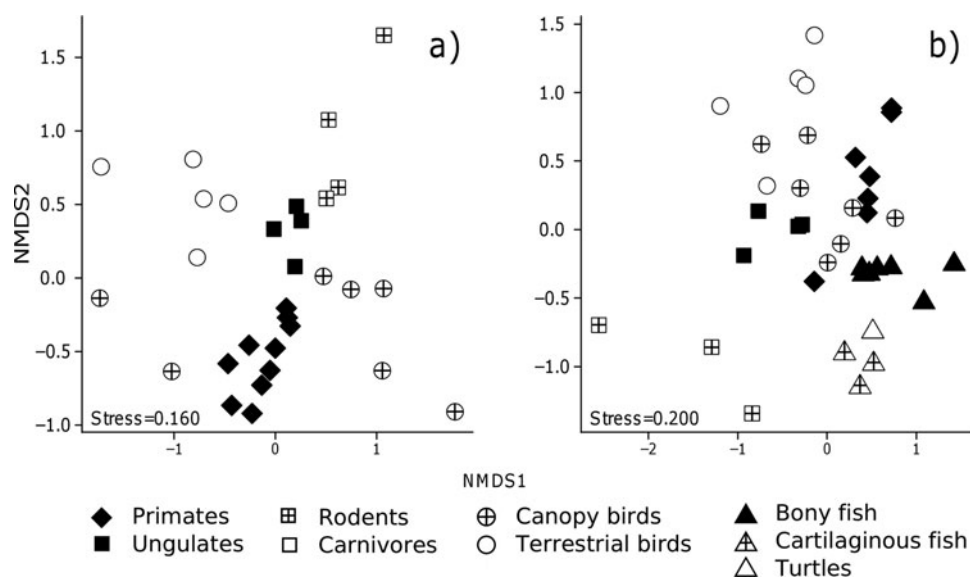 a)
NMDS2
1.5
1.0
0.5
0.0
−0.5
−1.0
Stress=0.160
−1
0
1
b)
1.5
1.0
0.5
0.0
−0.5
−1.0
Stress=0.200
−2
−1
0
1
NMDS1
Primates
Rodents
Canopy birds
Bony fish
Ungulates
Carnivores
Terrestrial birds
Cartilaginous fish
Turtles